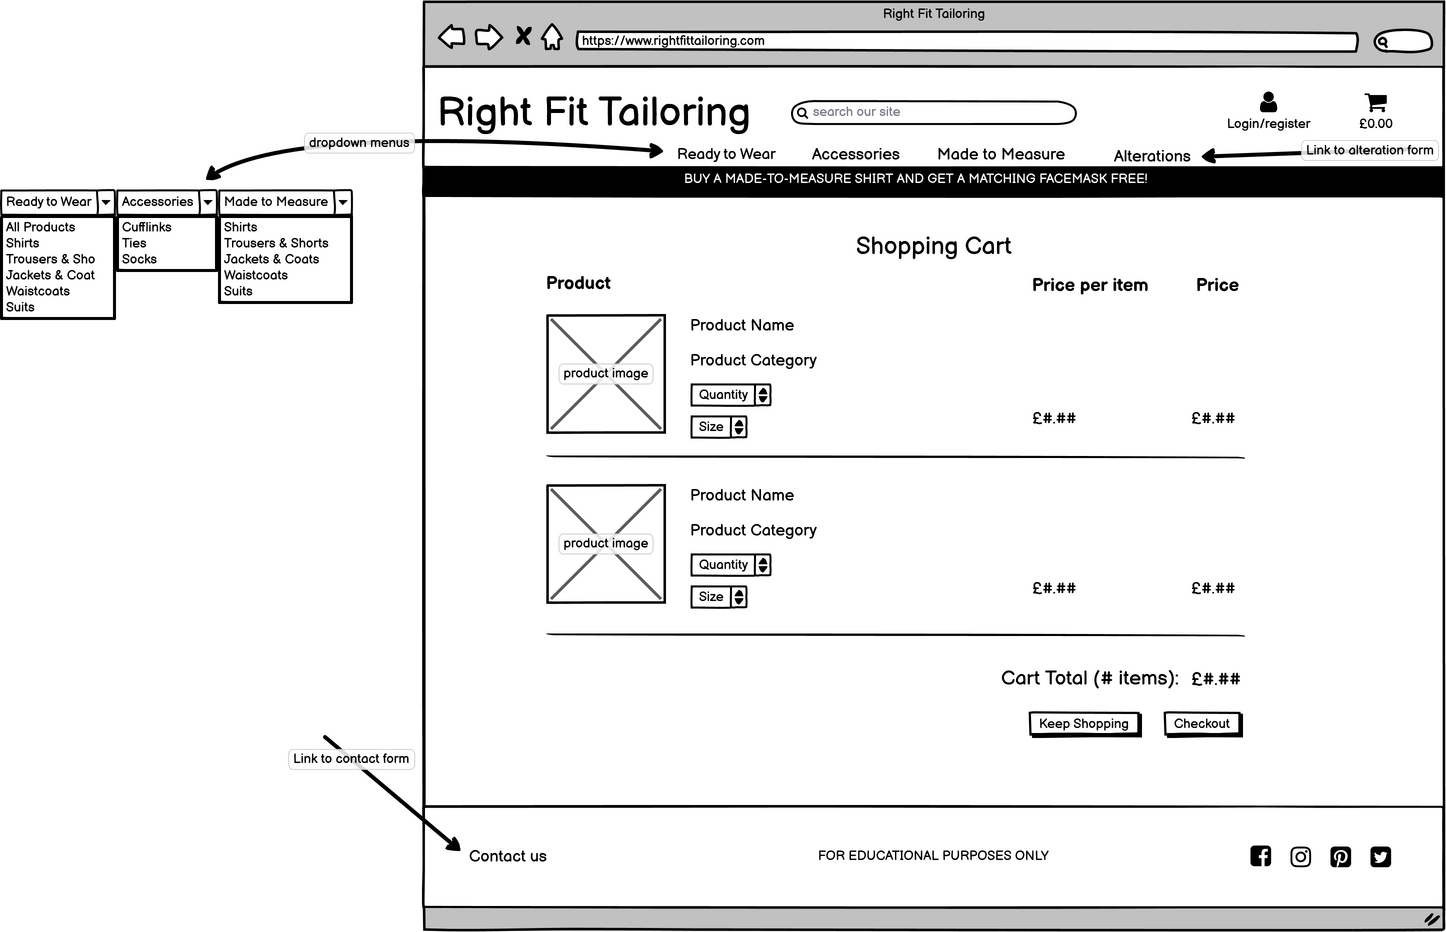 Right Fit Tailoring
https://www.rightfittailoring.com
Right Fit Tailoring
search our site
Login/register
£0.00
dropdown menus
Ready to Wear
Accessories
Made to Measure
Alterations
Link to alteration form
BUY A MADE-TO-MEASURE SHIRT AND GET A MATCHING FACEMASK FREE!
Ready to Wear
All Products
Shirts
Trousers & Sho
Jackets & Coat
Waistcoats
Suits
Accessories
Cufflinks
Ties
Socks
Made to Measure
Shirts
Trousers & Shorts
Jackets & Coats
Waistcoats
Suits
Shopping Cart
Product
Price per item
Price
product image
Product Name
Product Category
Quantity
Size
£#.##
£#.##
product image
Product Name
Product Category
Quantity
Size
£#.##
£#.##
Cart Total (# items): £#.##
Keep Shopping
Checkout
Link to contact form
Contact us
FOR EDUCATIONAL PURPOSES ONLY